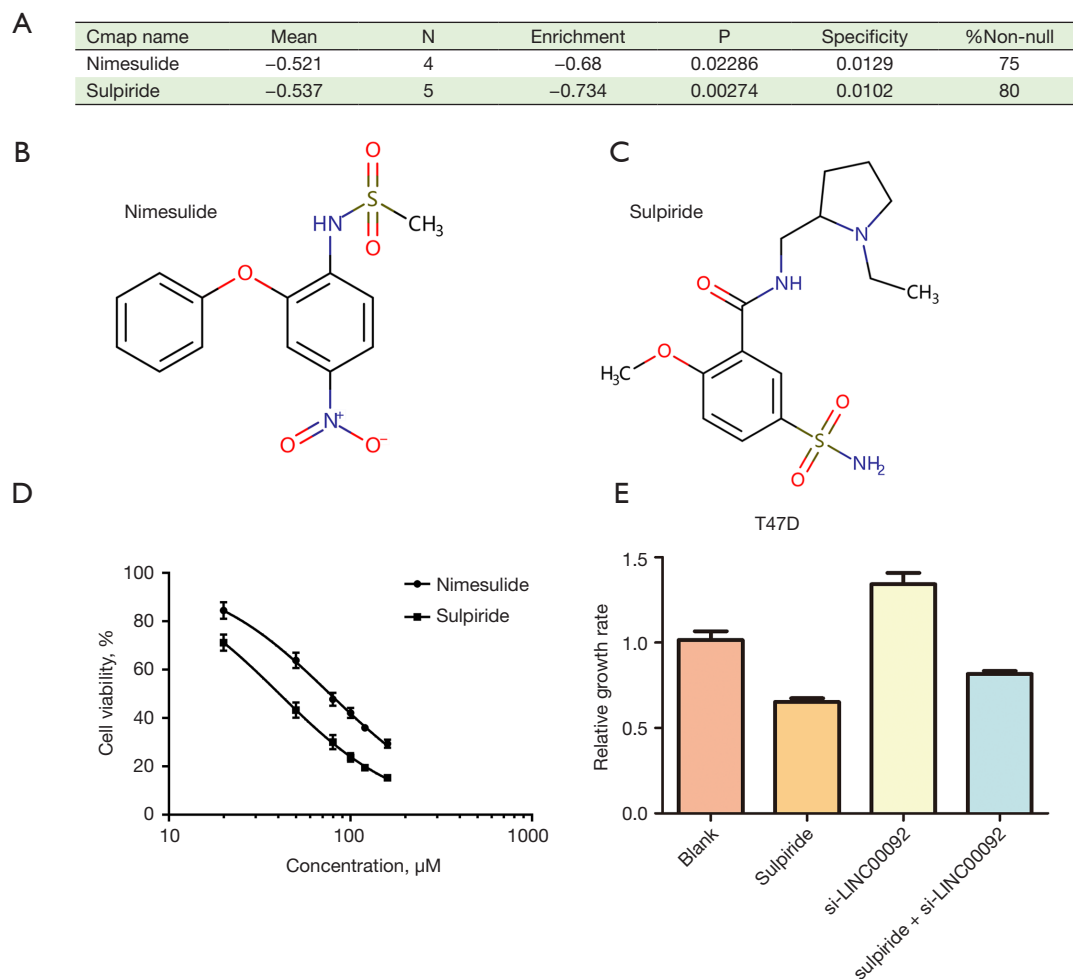 A
Cmap name Mean N Enrichment P Specificity %Non-null
Nimesulide −0.521 4 −0.68 0.02286 0.0129 75
Sulpiride −0.537 5 −0.734 0.00274 0.0102 80
B
Nimesulide
O
HN S CH₃
O
O
N⁺
O O⁻
C
Sulpiride
N
O NH CH₃
O
H₃C
O
S
NH₂
O
D
Nimesulide
Sulpiride
Cell viability, %
100
80
60
40
20
0
10 100 1000
Concentration, µM
E
T47D
Relative growth rate
1.5
1.0
0.5
0.0
Blank
Sulpiride
si-LINC00092
sulpiride + si-LINC00092